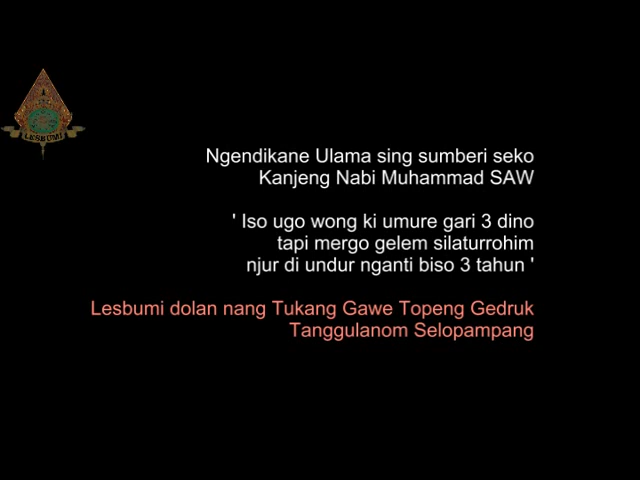 LESBUMI
Ngendikane Ulama sing sumberi seko
Kanjeng Nabi Muhammad SAW
' Iso ugo wong ki umure gari 3 dino
tapi mergo gelem silaturrohim
njur di undur nganti biso 3 tahun '
Lesbumi dolan nang Tukang Gawe Topeng Gedruk
Tanggulanom Selopampang